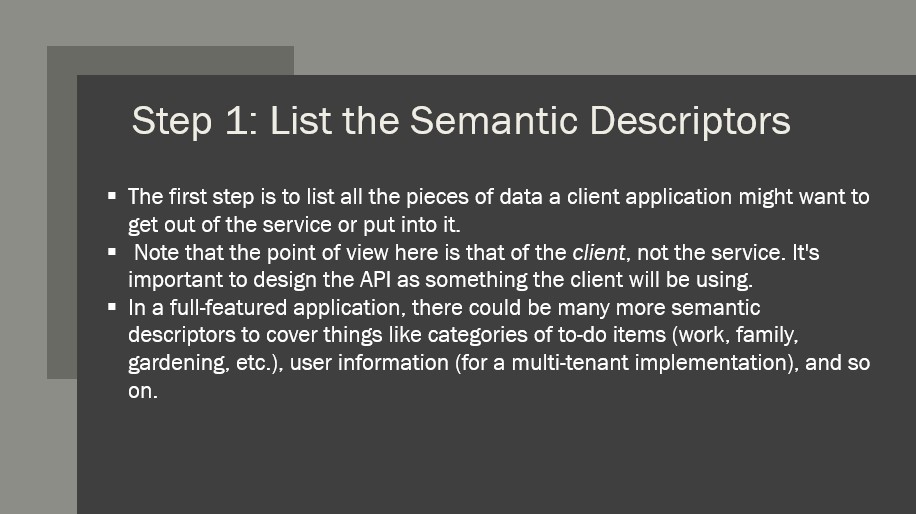 Step 1: List the Semantic Descriptors
▪ The first step is to list all the pieces of data a client application might want to
get out of the service or put into it.
▪ Note that the point of view here is that of the client, not the service. It's
important to design the API as something the client will be using.
▪ In a full-featured application, there could be many more semantic
descriptors to cover things like categories of to-do items (work, family,
gardening, etc.), user information (for a multi-tenant implementation), and so
on.